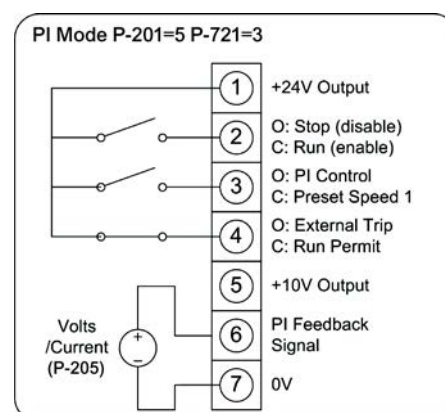 PI Mode P-201=5 P-721=3
1 +24V Output
2 O: Stop (disable)
C: Run (enable)
3 O: PI Control
C: Preset Speed 1
4 O: External Trip
C: Run Permit
5 +10V Output
Volts
/Current
(P-205)
+
–
6 PI Feedback
Signal
7 0V